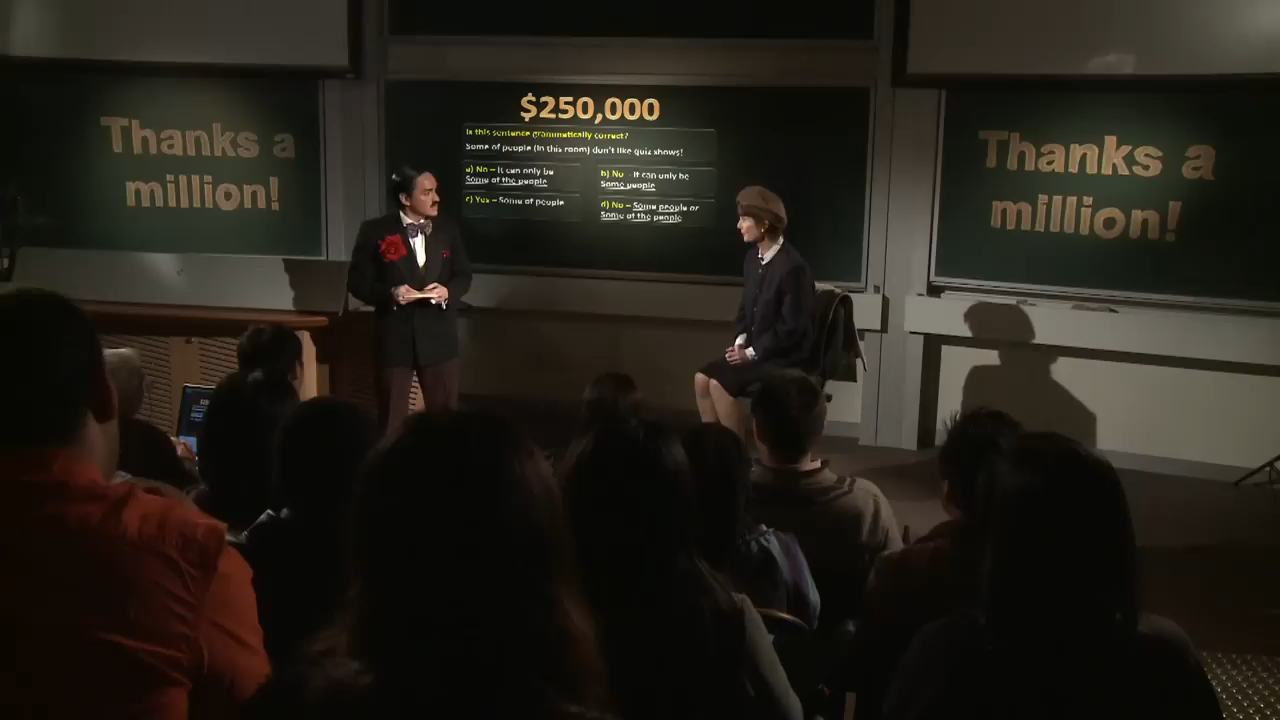 Thanks a
million!
$250,000
Is this sentence grammatically correct?
Some of people (in this room) don't like quiz shows!
a) No – It can only be
Some of the people
b) No - It can only be
Some people
c) Yes – Some of people
d) No – Some people or
Some of the people
Thanks a
million!